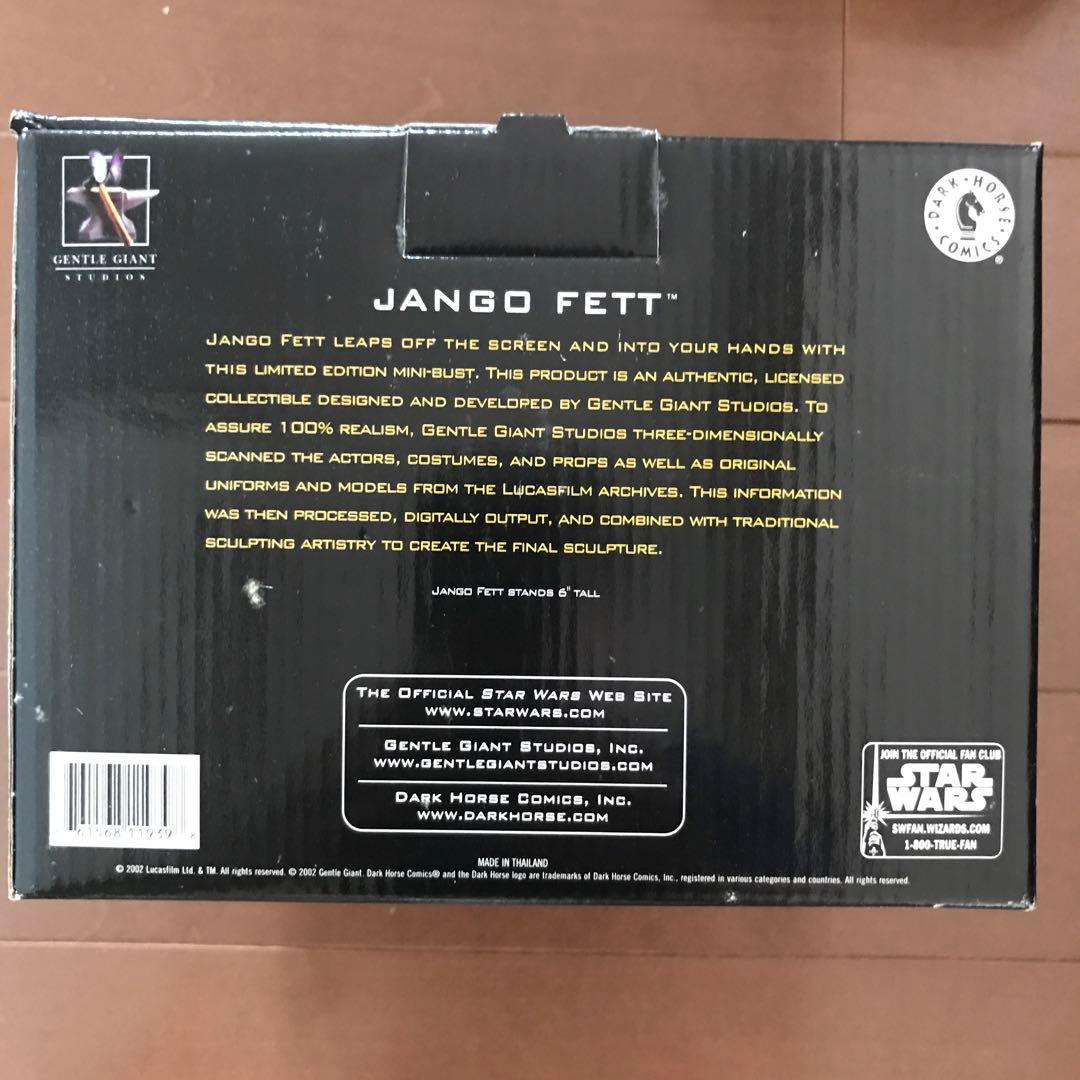 GENTLE GIANT
STUDIOS
DARK · HORSE
· COMICS ·
®
JANGO FETT™
JANGO FETT LEAPS OFF THE SCREEN AND INTO YOUR HANDS WITH
THIS LIMITED EDITION MINI-BUST. THIS PRODUCT IS AN AUTHENTIC, LICENSED
COLLECTIBLE DESIGNED AND DEVELOPED BY GENTLE GIANT STUDIOS. TO
ASSURE 100% REALISM, GENTLE GIANT STUDIOS THREE-DIMENSIONALLY
SCANNED THE ACTORS, COSTUMES, AND PROPS AS WELL AS ORIGINAL
UNIFORMS AND MODELS FROM THE LUCASFILM ARCHIVES. THIS INFORMATION
WAS THEN PROCESSED, DIGITALLY OUTPUT, AND COMBINED WITH TRADITIONAL
SCULPTING ARTISTRY TO CREATE THE FINAL SCULPTURE.
JANGO FETT STANDS 6" TALL
THE OFFICIAL STAR WARS WEB SITE
WWW.STARWARS.COM
GENTLE GIANT STUDIOS, INC.
WWW.GENTLEGIANTSTUDIOS.COM
DARK HORSE COMICS, INC.
WWW.DARKHORSE.COM
61568 11939 8
JOIN THE OFFICIAL FAN CLUB
STAR
WARS
SWFAN.WIZARDS.COM
1-800-TRUE-FAN
MADE IN THAILAND
© 2002 Lucasfilm Ltd. & TM. All rights reserved. © 2002 Gentle Giant. Dark Horse Comics® and the Dark Horse logo are trademarks of Dark Horse Comics, Inc., registered in various categories and countries. All rights reserved.